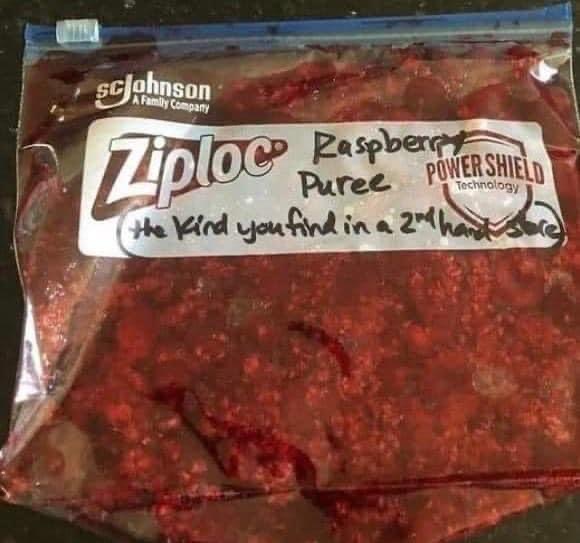 scJohnson
A Family Company
Ziploc® Raspberry
Puree
POWER SHIELD
Technology
(the Kind you find in a 2nd hand store)